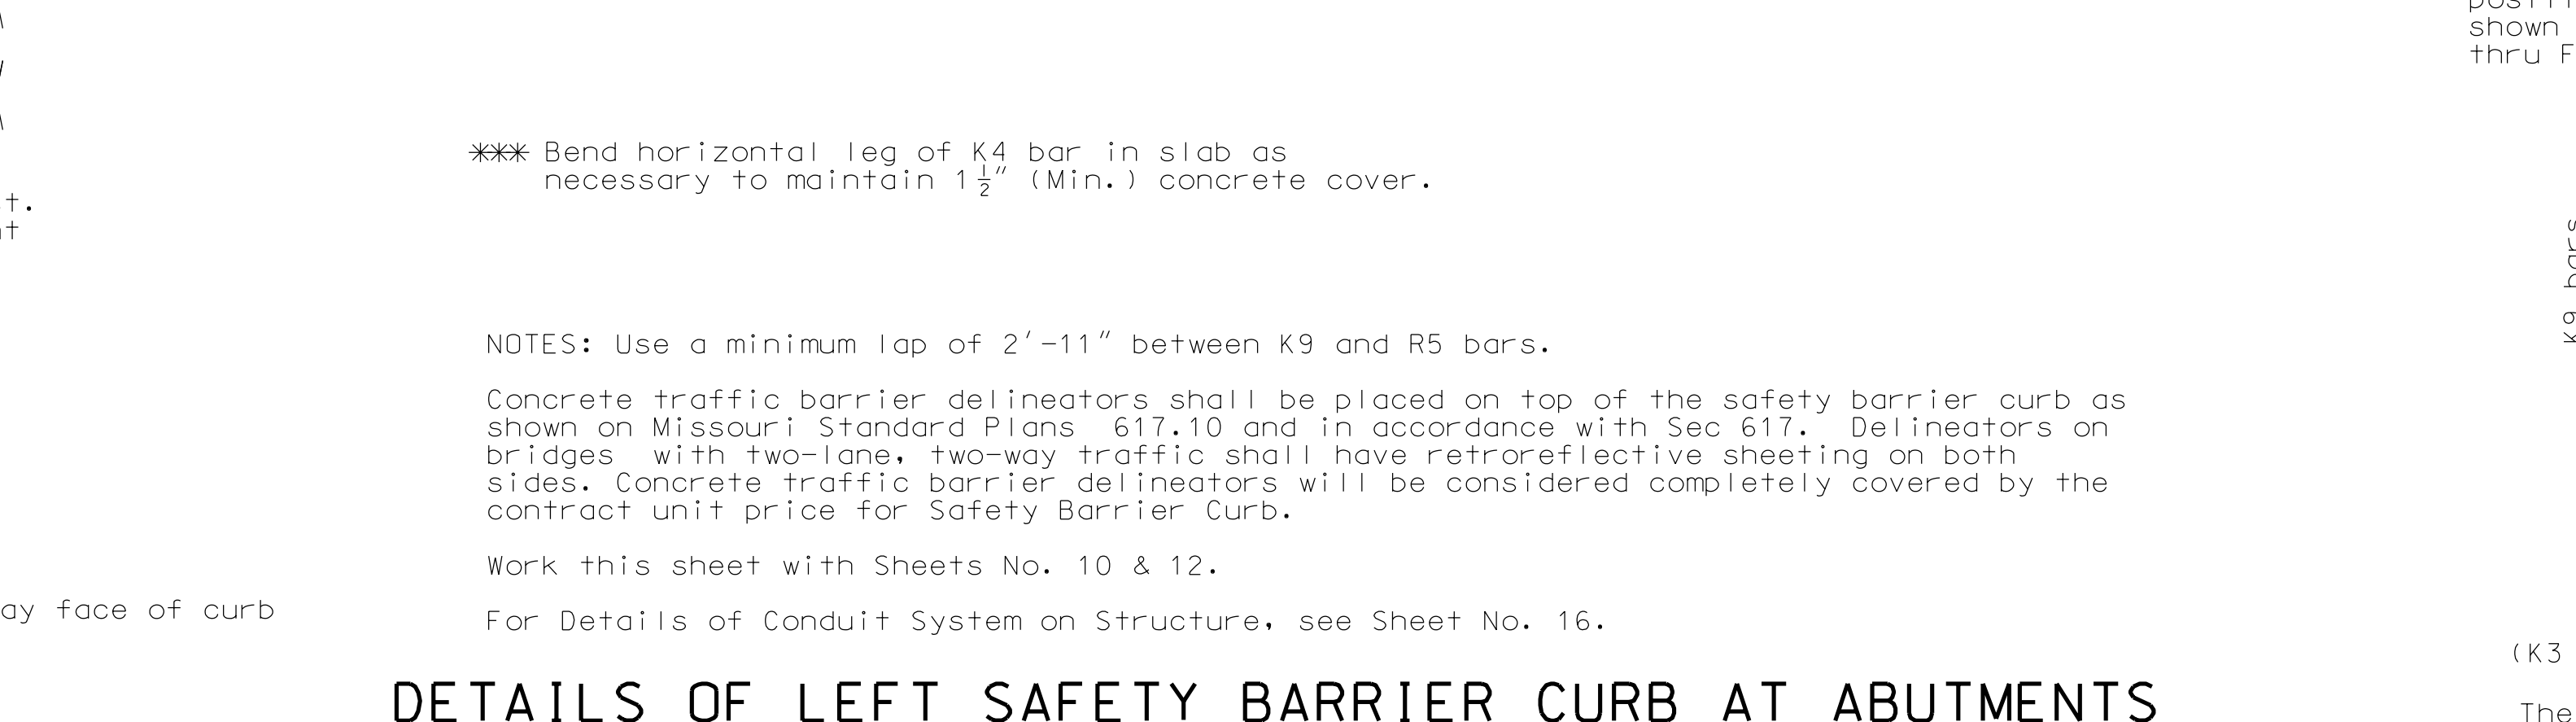 shown
thru F
*** Bend horizontal leg of K4 bar in slab as
necessary to maintain 1 1/2" (Min.) concrete cover.
K9 bars
NOTES: Use a minimum lap of 2'-11" between K9 and R5 bars.
Concrete traffic barrier delineators shall be placed on top of the safety barrier curb as
shown on Missouri Standard Plans  617.10 and in accordance with Sec 617.  Delineators on
bridges  with two-lane, two-way traffic shall have retroreflective sheeting on both
sides. Concrete traffic barrier delineators will be considered completely covered by the
contract unit price for Safety Barrier Curb.
Work this sheet with Sheets No. 10 & 12.
ay face of curb
For Details of Conduit System on Structure, see Sheet No. 16.
(K3
DETAILS OF LEFT SAFETY BARRIER CURB AT ABUTMENTS
The